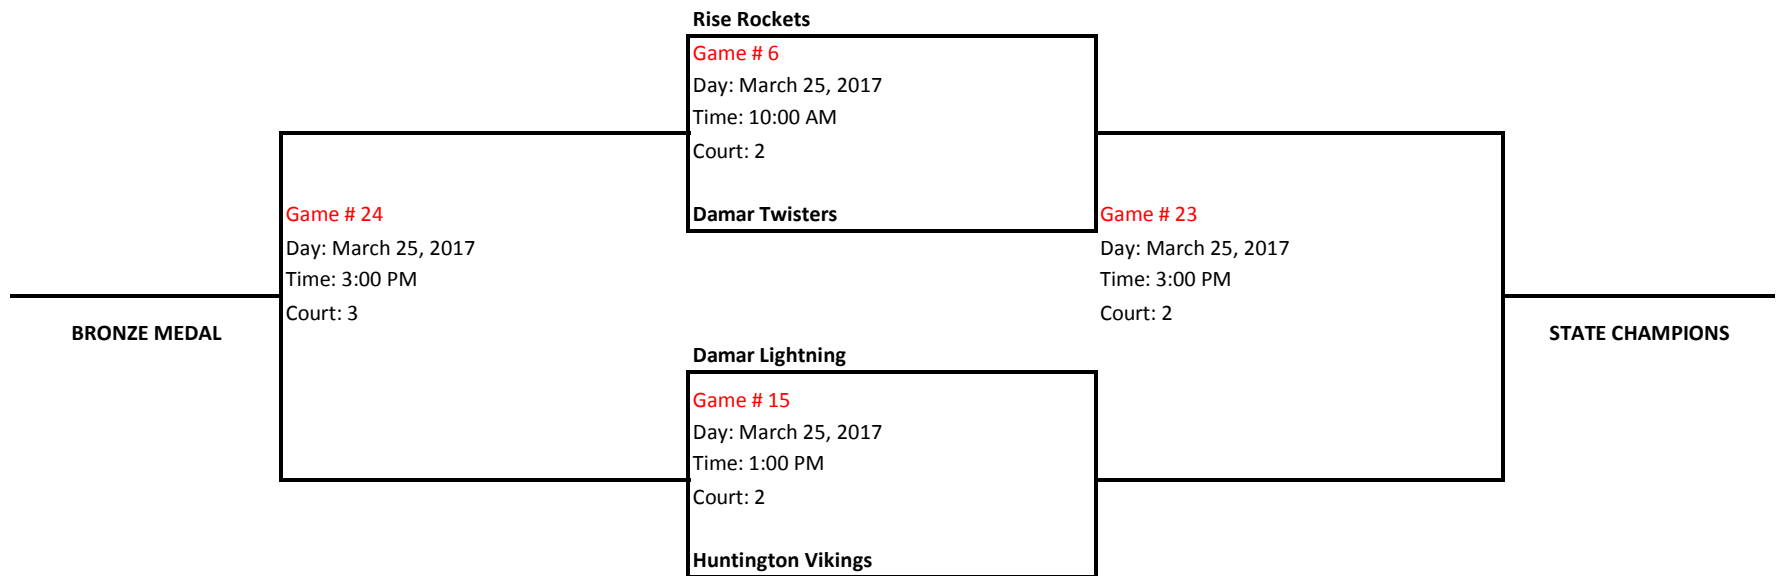 Rise Rockets
Game # 6
Day: March 25, 2017
Time: 10:00 AM
Court: 2
Damar Twisters
Game # 24
Day: March 25, 2017
Time: 3:00 PM
Court: 3
BRONZE MEDAL
Game # 23
Day: March 25, 2017
Time: 3:00 PM
Court: 2
STATE CHAMPIONS
Damar Lightning
Game # 15
Day: March 25, 2017
Time: 1:00 PM
Court: 2
Huntington Vikings